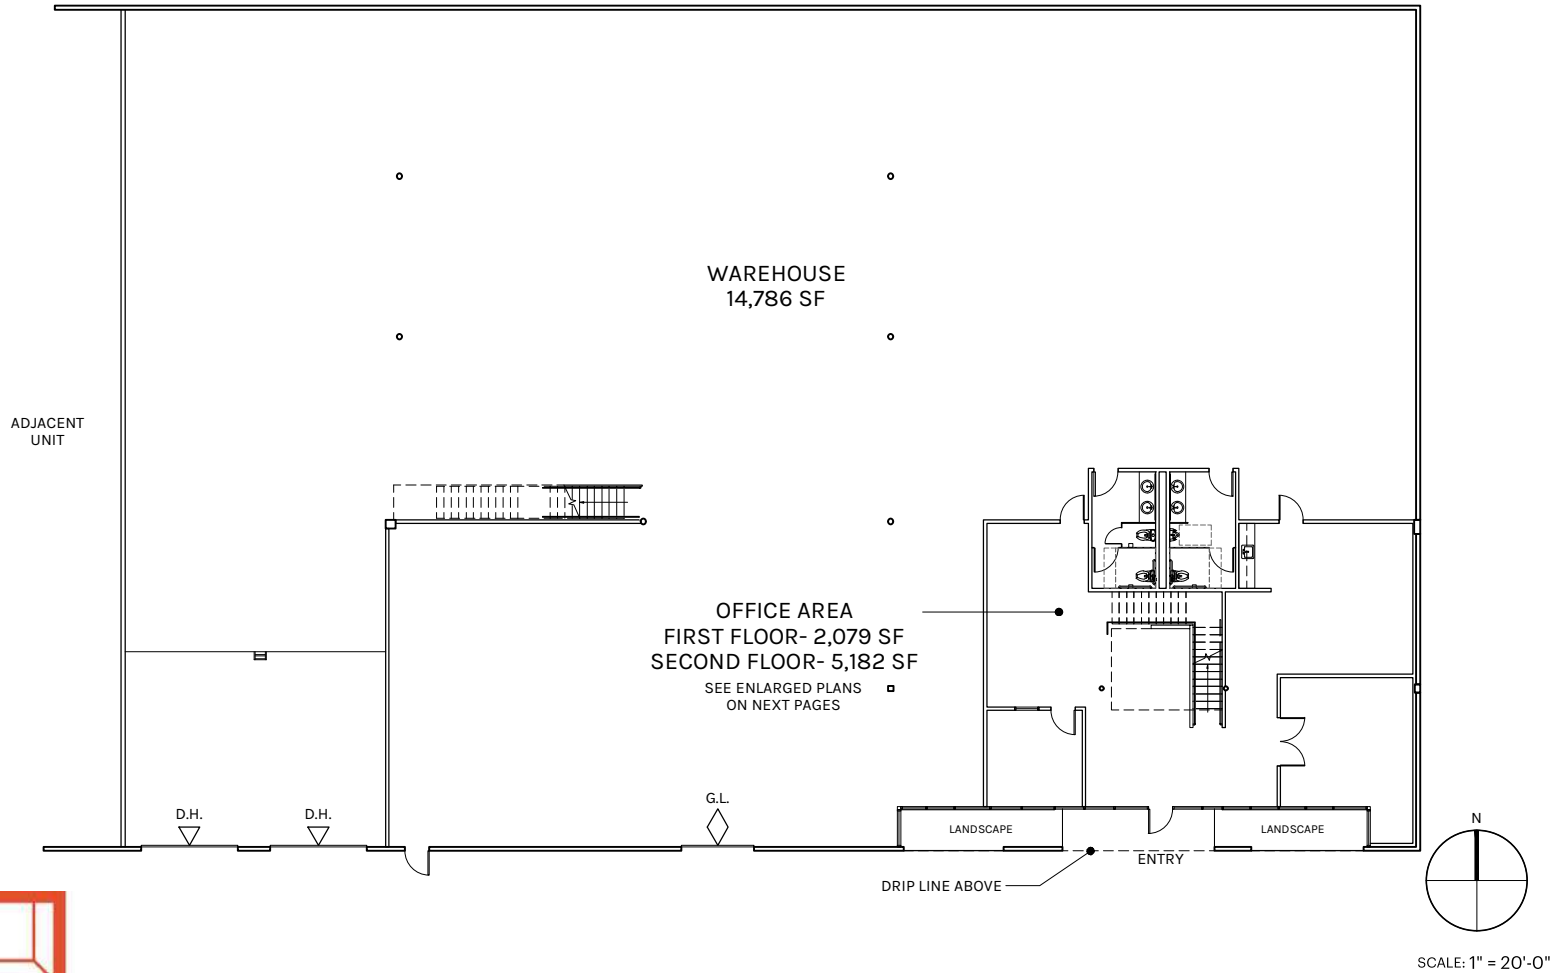 WAREHOUSE
14,786 SF
ADJACENT
UNIT
OFFICE AREA
FIRST FLOOR- 2,079 SF
SECOND FLOOR- 5,182 SF
SEE ENLARGED PLANS
ON NEXT PAGES
D.H.
D.H.
G.L.
LANDSCAPE
LANDSCAPE
ENTRY
DRIP LINE ABOVE
N
SCALE: 1" = 20'-0"